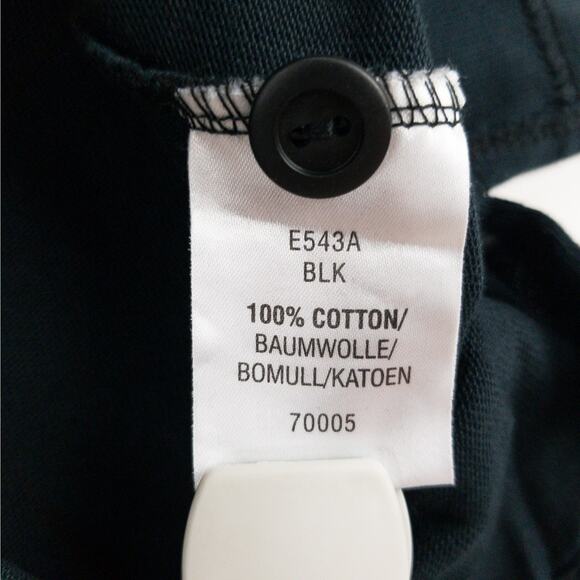 E543A
BLK
100% COTTON/
BAUMWOLLE/
BOMULL/KATOEN
70005